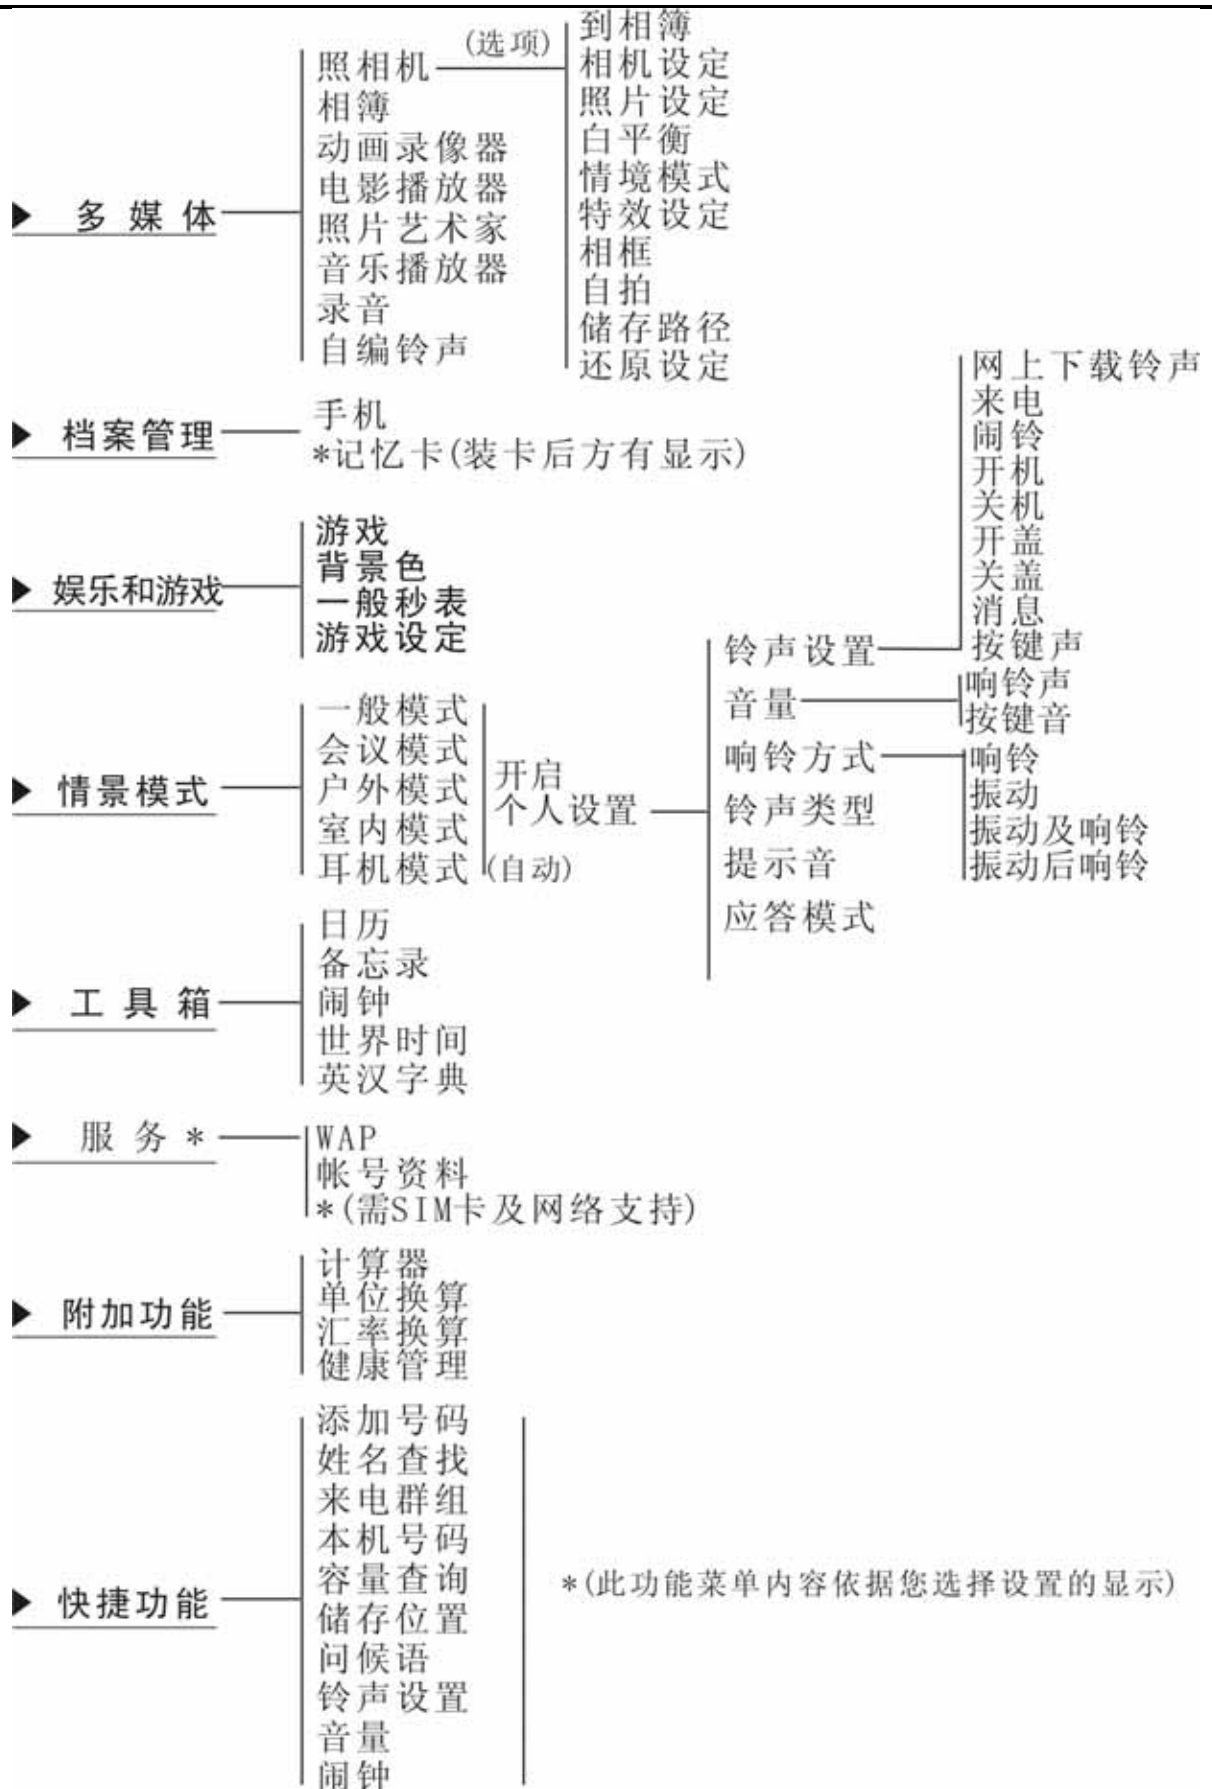 多媒体
照相机
相簿
动画录像器
电影播放器
照片艺术家
音乐播放器
录音
自编铃声
(选项)
到相簿
相机设定
照片设定
白平衡
情境模式
特效设定
相框
自拍
储存路径
还原设定
档案管理
手机
*记忆卡(装卡后方有显示)
娱乐和游戏
游戏
背景色
一般秒表
游戏设定
情景模式
一般模式
会议模式
户外模式
室内模式
耳机模式
开启
个人设置
(自动)
铃声设置
音量
响铃方式
铃声类型
提示音
应答模式
网上下载铃声
来电
闹铃
开机
关机
开盖
关盖
消息
按键声
响铃声
按键音
响铃
振动
振动及响铃
振动后响铃
工具箱
日历
备忘录
闹钟
世界时间
英汉字典
服务*
WAP
帐号资料
*(需SIM卡及网络支持)
附加功能
计算器
单位换算
汇率换算
健康管理
快捷功能
添加号码
姓名查找
来电群组
本机号码
容量查询
储存位置
问候语
铃声设置
音量
闹钟
*(此功能菜单内容依据您选择设置的显示)